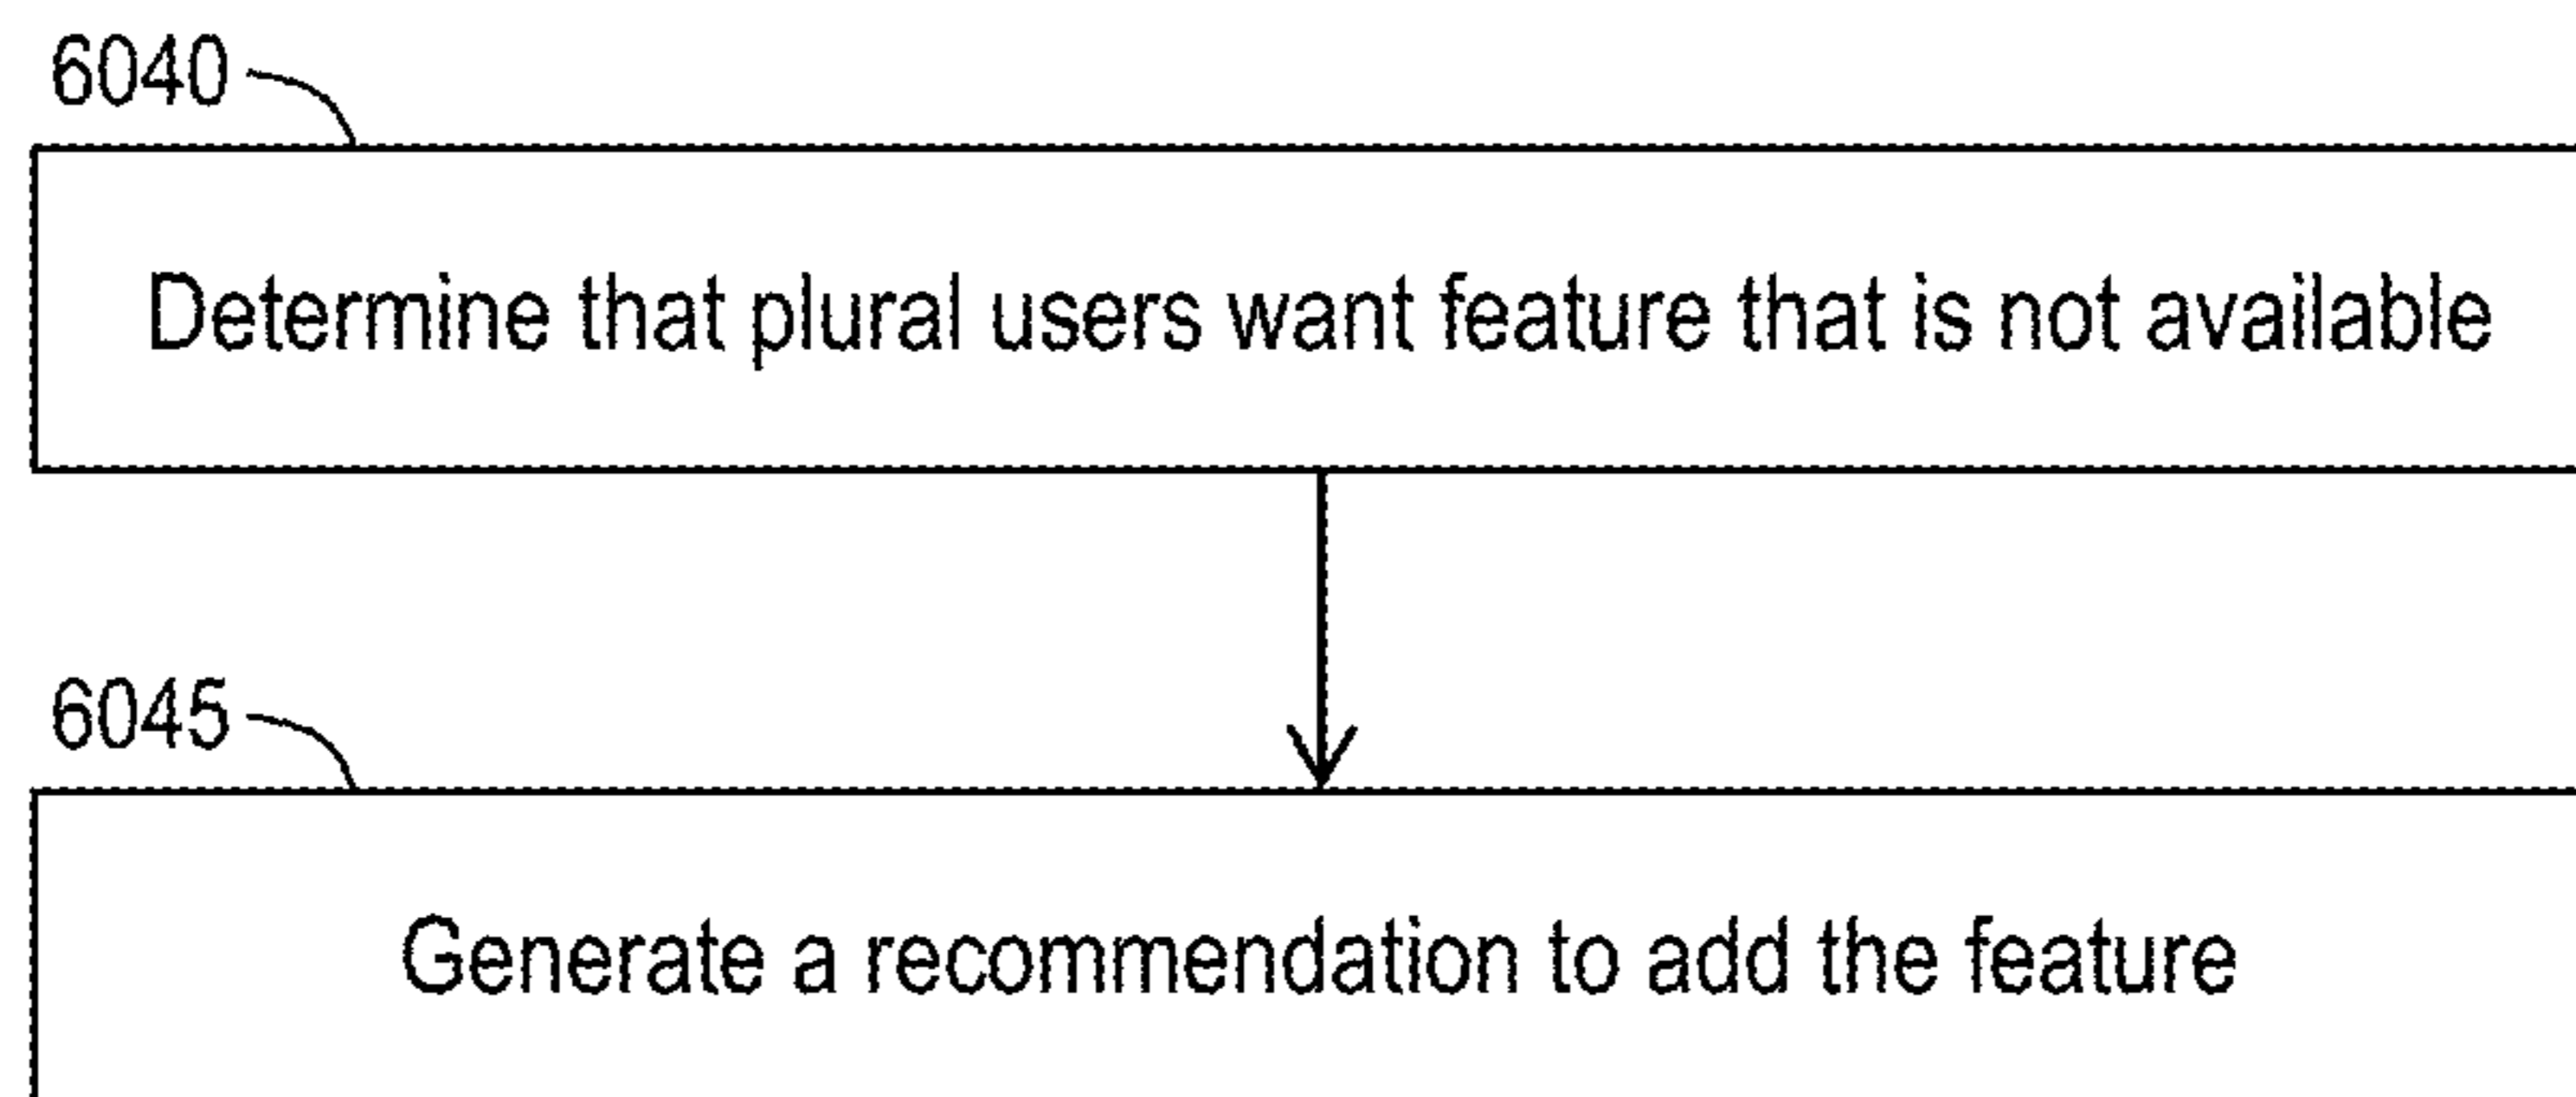 6040
Determine that plural users want feature that is not available
6045
Generate a recommendation to add the feature